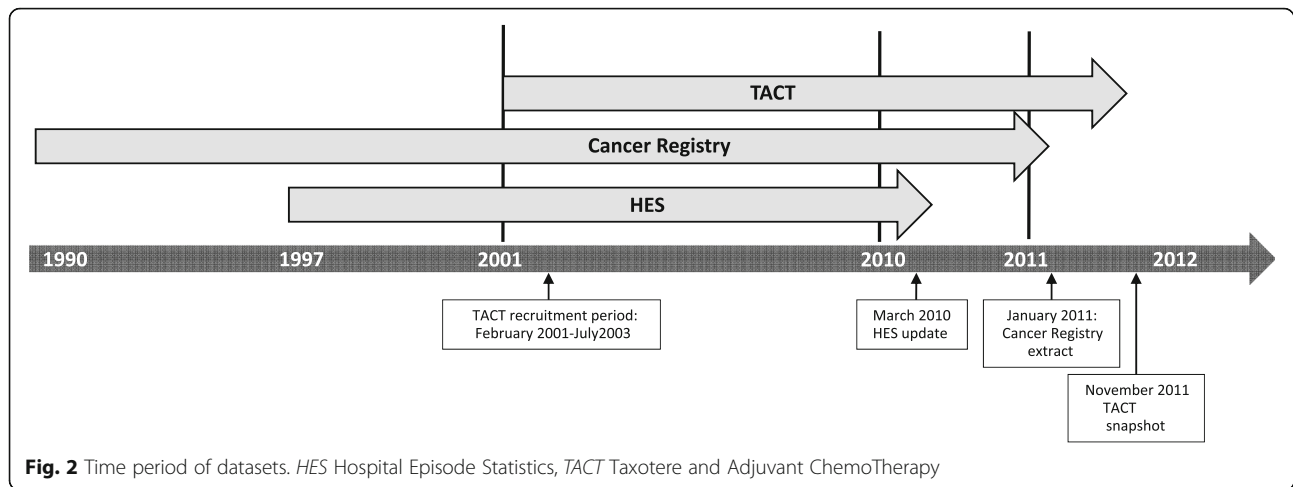 TACT
Cancer Registry
HES
1990 1997 2001 2010 2011 2012
TACT recruitment period:
February 2001-July2003
March 2010
HES update
January 2011:
Cancer Registry
extract
November 2011
TACT
snapshot
Fig. 2 Time period of datasets. HES Hospital Episode Statistics, TACT Taxotere and Adjuvant ChemoTherapy